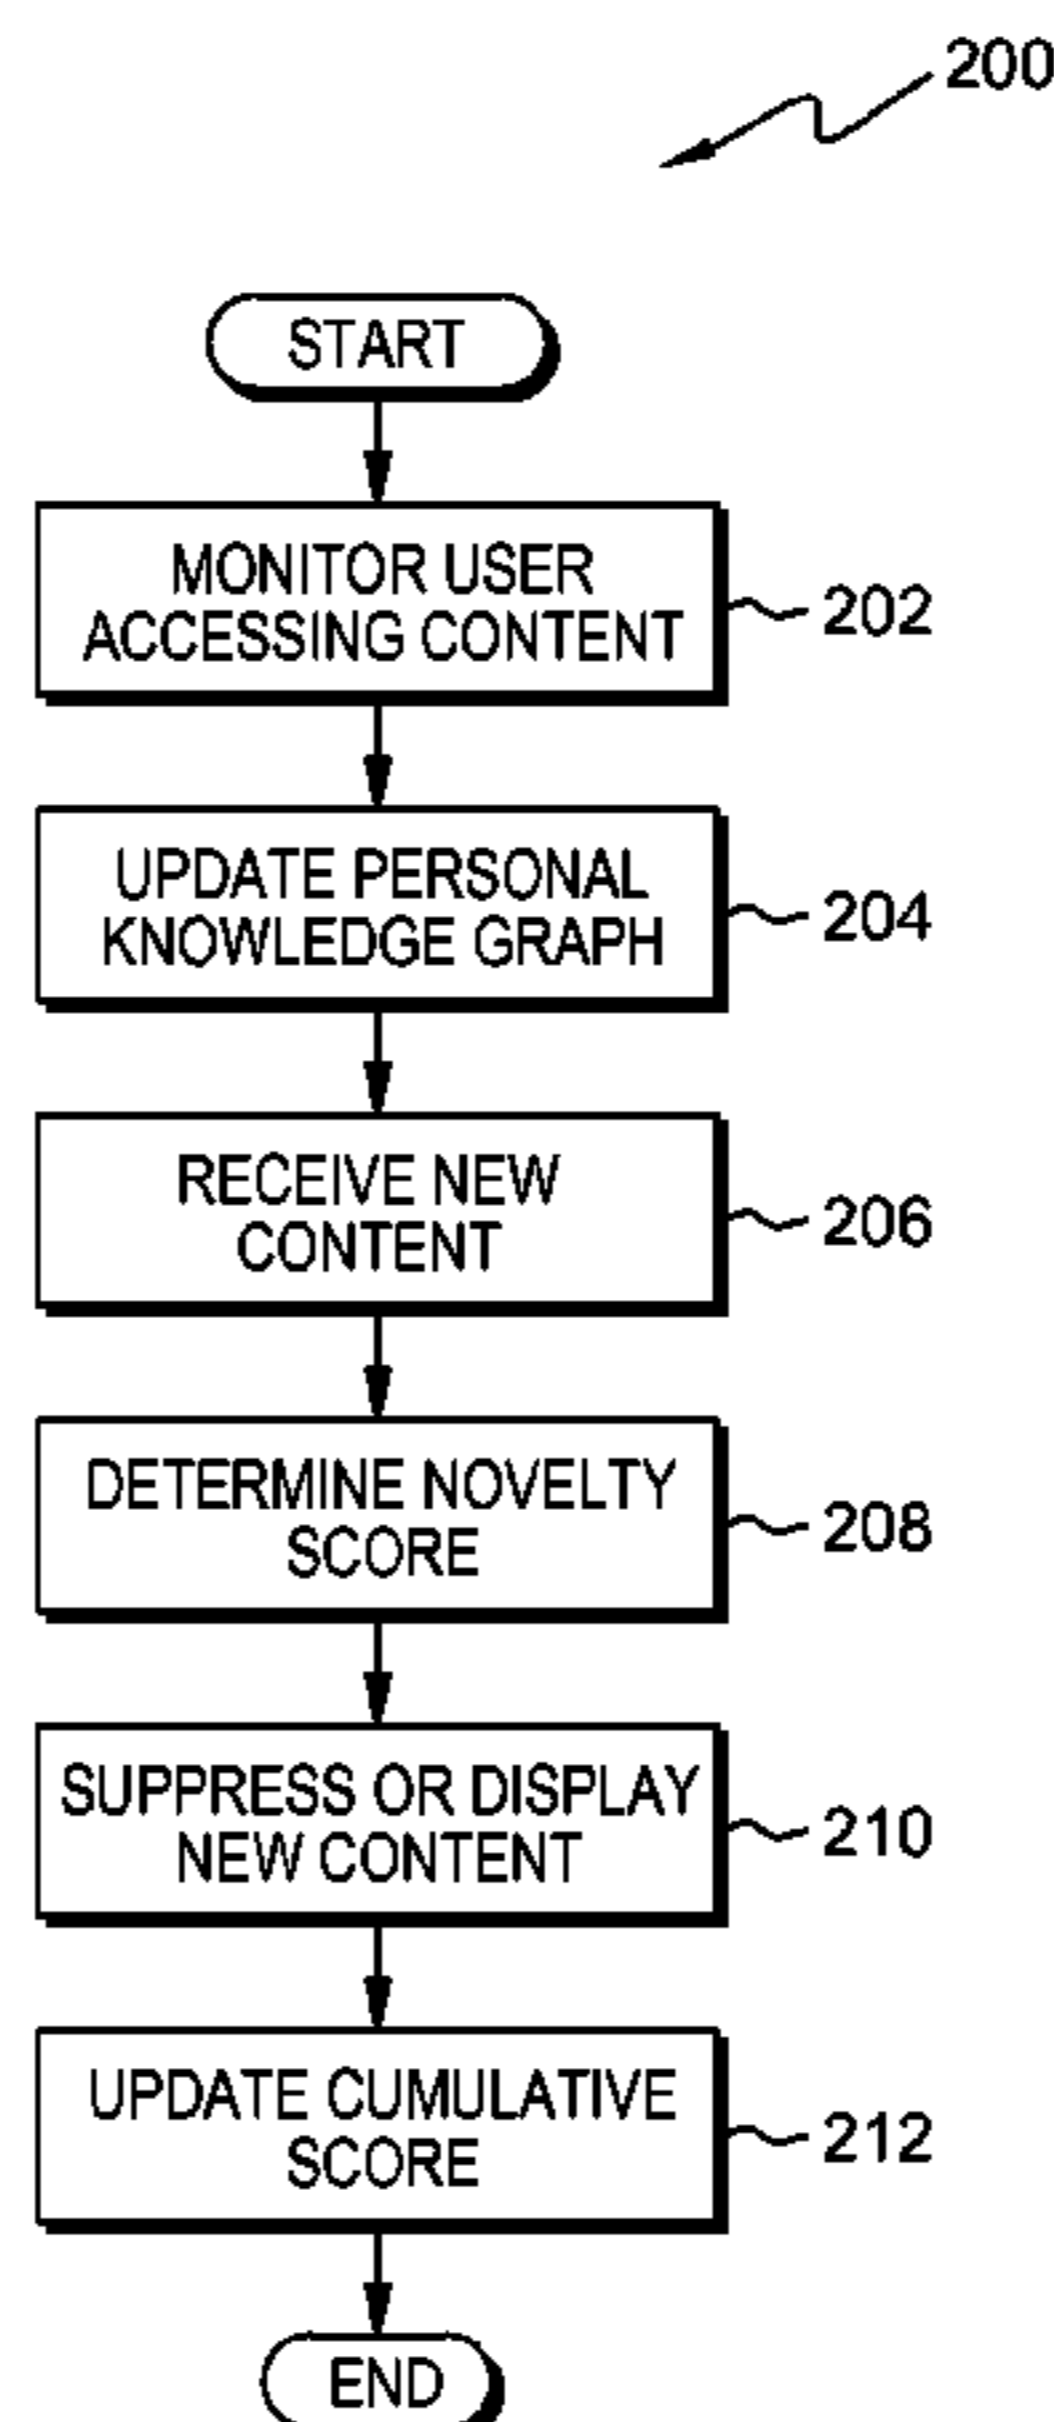 200
START
MONITOR USER
ACCESSING CONTENT
202
UPDATE PERSONAL
KNOWLEDGE GRAPH
204
RECEIVE NEW
CONTENT
206
DETERMINE NOVELTY
SCORE
208
SUPPRESS OR DISPLAY
NEW CONTENT
210
UPDATE CUMULATIVE
SCORE
212
END